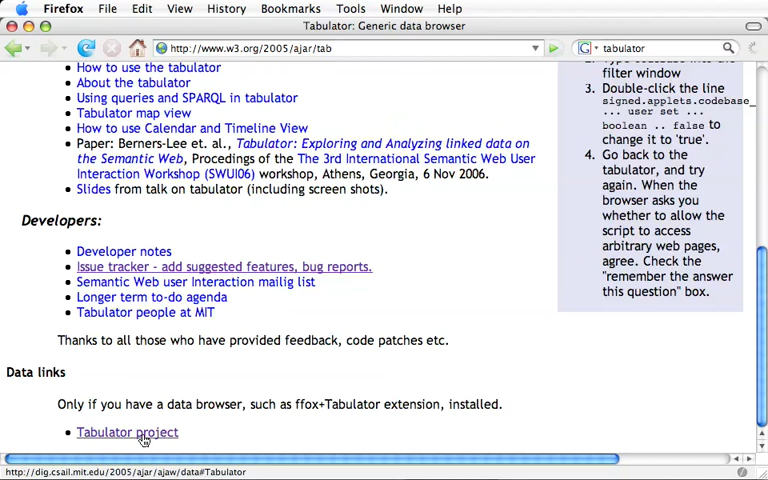 Firefox File Edit View History Bookmarks Tools Window Help
Tabulator: Generic data browser
http://www.w3.org/2005/ajar/tab
tabulator
How to use the tabulator
About the tabulator
Using queries and SPARQL in tabulator
Tabulator map view
How to use Calendar and Timeline View
Paper: Berners-Lee et. al., Tabulator: Exploring and Analyzing linked data on
the Semantic Web, Procedings of the The 3rd International Semantic Web User
Interaction Workshop (SWUI06) workshop, Athens, Georgia, 6 Nov 2006.
Slides from talk on tabulator (including screen shots).
Developers:
Developer notes
Issue tracker - add suggested features, bug reports.
Semantic Web user Interaction mailig list
Longer term to-do agenda
Tabulator people at MIT
Thanks to all those who have provided feedback, code patches etc.
Data links
Only if you have a data browser, such as ffox+Tabulator extension, installed.
Tabulator project
filter window
3. Double-click the line
signed.applets.codebase_
... user set ...
boolean .. false to
change it to 'true'.
4. Go back to the
tabulator, and try
again. When the
browser asks you
whether to allow the
script to access
arbitrary web pages,
agree. Check the
"remember the answer
this question" box.
http://dig.csail.mit.edu/2005/ajar/ajaw/data#Tabulator